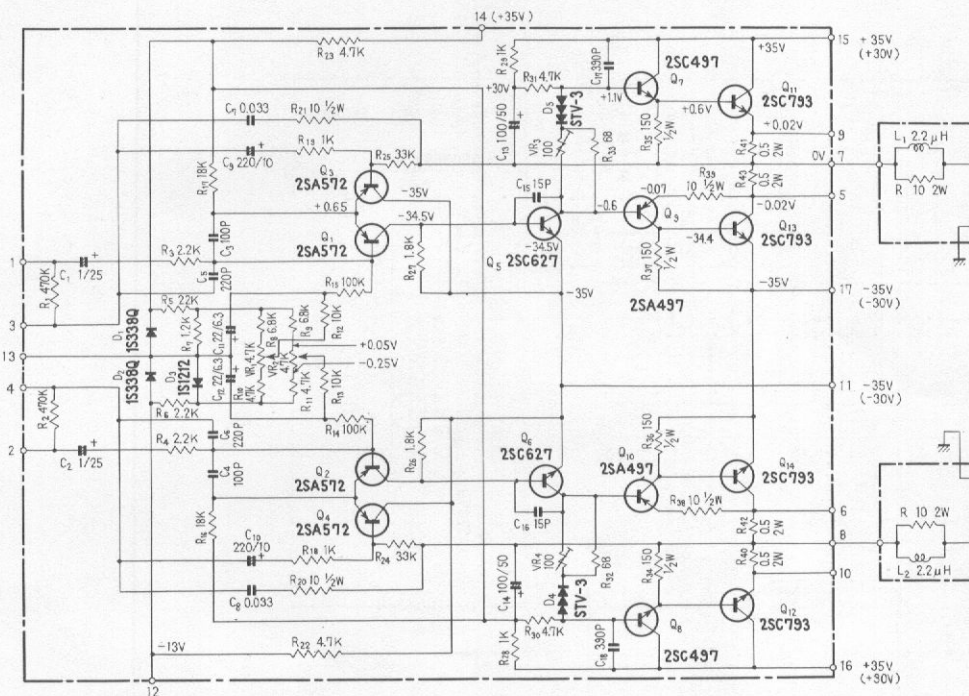 14 (+35V)
R23 4.7K
R29 1K
R31 4.7K
C17 390P
2SC497
Q7
+35V
15 +35V
(+30V)
+30V
+1.1V
D5
STV-3
Q11
2SC793
+0.6V
+0.02V
9
C7 0.033
R21 10 ½W
C9 220/10
R19 1K
R25 33K
C13 100/50
VR3
100
R33 68
R35 150
½W
R41 0.5
2W
0V 7
R43 0.5
2W
L1 2.2 μH
R 10 2W
R17 18K
Q3
2SA572
-35V
C15 15P
R39
10 ½W
5
+0.65
-34.5V
-0.6
-0.07
Q9
-0.02V
Q13
2SC793
C3 100P
Q1
2SA572
R27 1.8K
-34.5V
Q5
2SC627
-34.4
R37 150
½W
1
C1 1/25
R3 2.2K
C5
220P
R15 100K
-35V
2SA497
-35V
17 -35V
(-30V)
R1 470K
3
R5 22K
D1
1S338Q
R7 1.2K
C11 22/6.3
R8 6.8K
R9 6.8K
R12 10K
VR1 4.7K
VR2
4.7K
+0.05V
-0.25V
13
D2
1S338Q
D3
1S1212
C12 22/6.3
R10
4.7K
R11 4.7K
R13 10K
4
11 -35V
(-30V)
R2 470K
R6 2.2K
C6
220P
R14
100K
R4 2.2K
2
C2 1/25
C4
100P
Q2
2SA572
R26 1.8K
Q6
2SC627
Q10
2SA497
R36 150
½W
Q14
2SC793
R38 10 ½W
6
Q4
2SA572
C16 15P
R16 18K
C10
220/10
R18 1K
R24
33K
VR4
100
R32 68
R34 150
½W
R42
0.5
2W
8
R40
0.5
2W
10
R 10 2W
L2 2.2 μH
R20 10 ½W
C8 0.033
C14 100/50
D4
STV-3
R30 4.7K
Q12
2SC793
Q8
2SC497
R22 4.7K
R28 1K
C18 390P
-13V
16 +35V
(+30V)
12